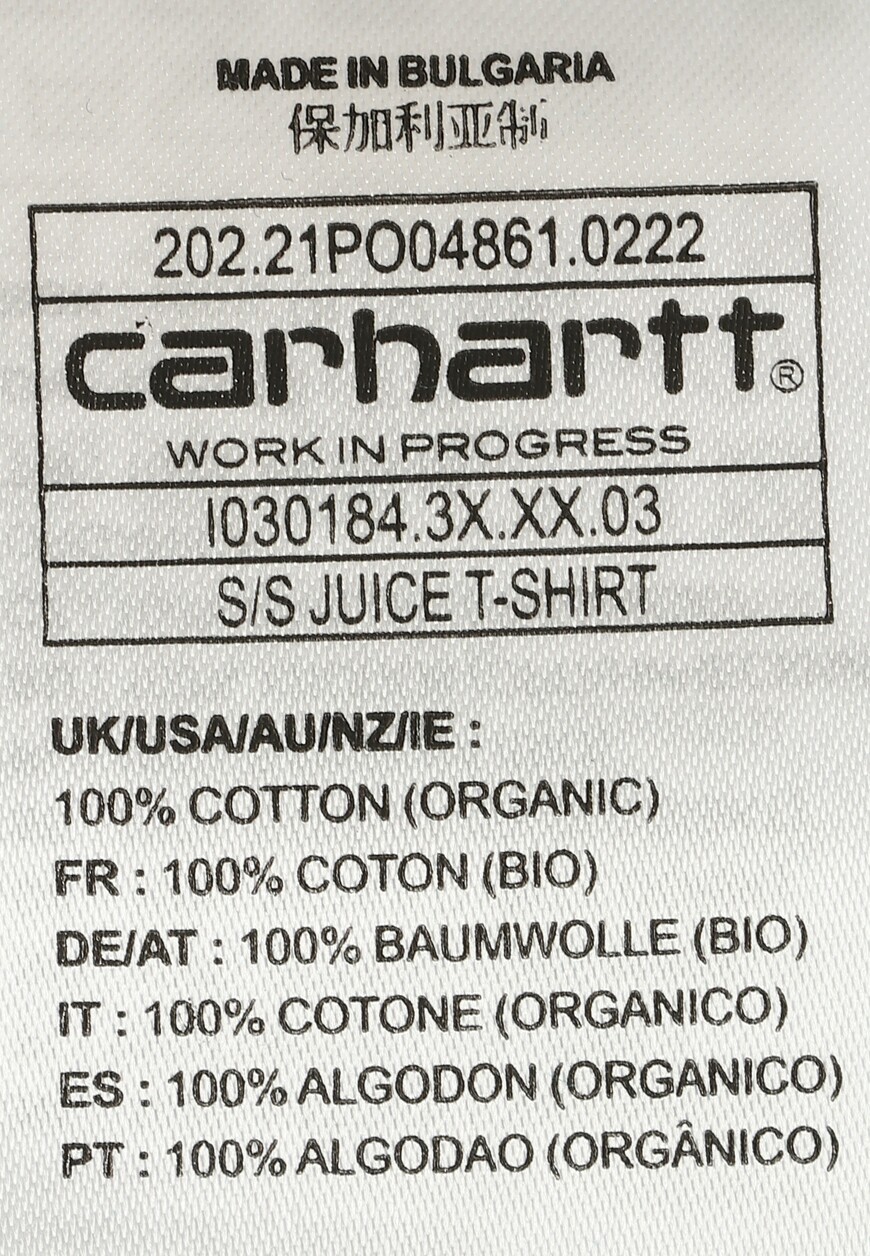 MADE IN BULGARIA
保加利亚制
202.21PO04861.0222
carhartt®
WORK IN PROGRESS
I030184.3X.XX.03
S/S JUICE T-SHIRT
UK/USA/AU/NZ/IE :
100% COTTON (ORGANIC)
FR : 100% COTON (BIO)
DE/AT : 100% BAUMWOLLE (BIO)
IT : 100% COTONE (ORGANICO)
ES : 100% ALGODON (ORGANICO)
PT : 100% ALGODAO (ORGÂNICO)